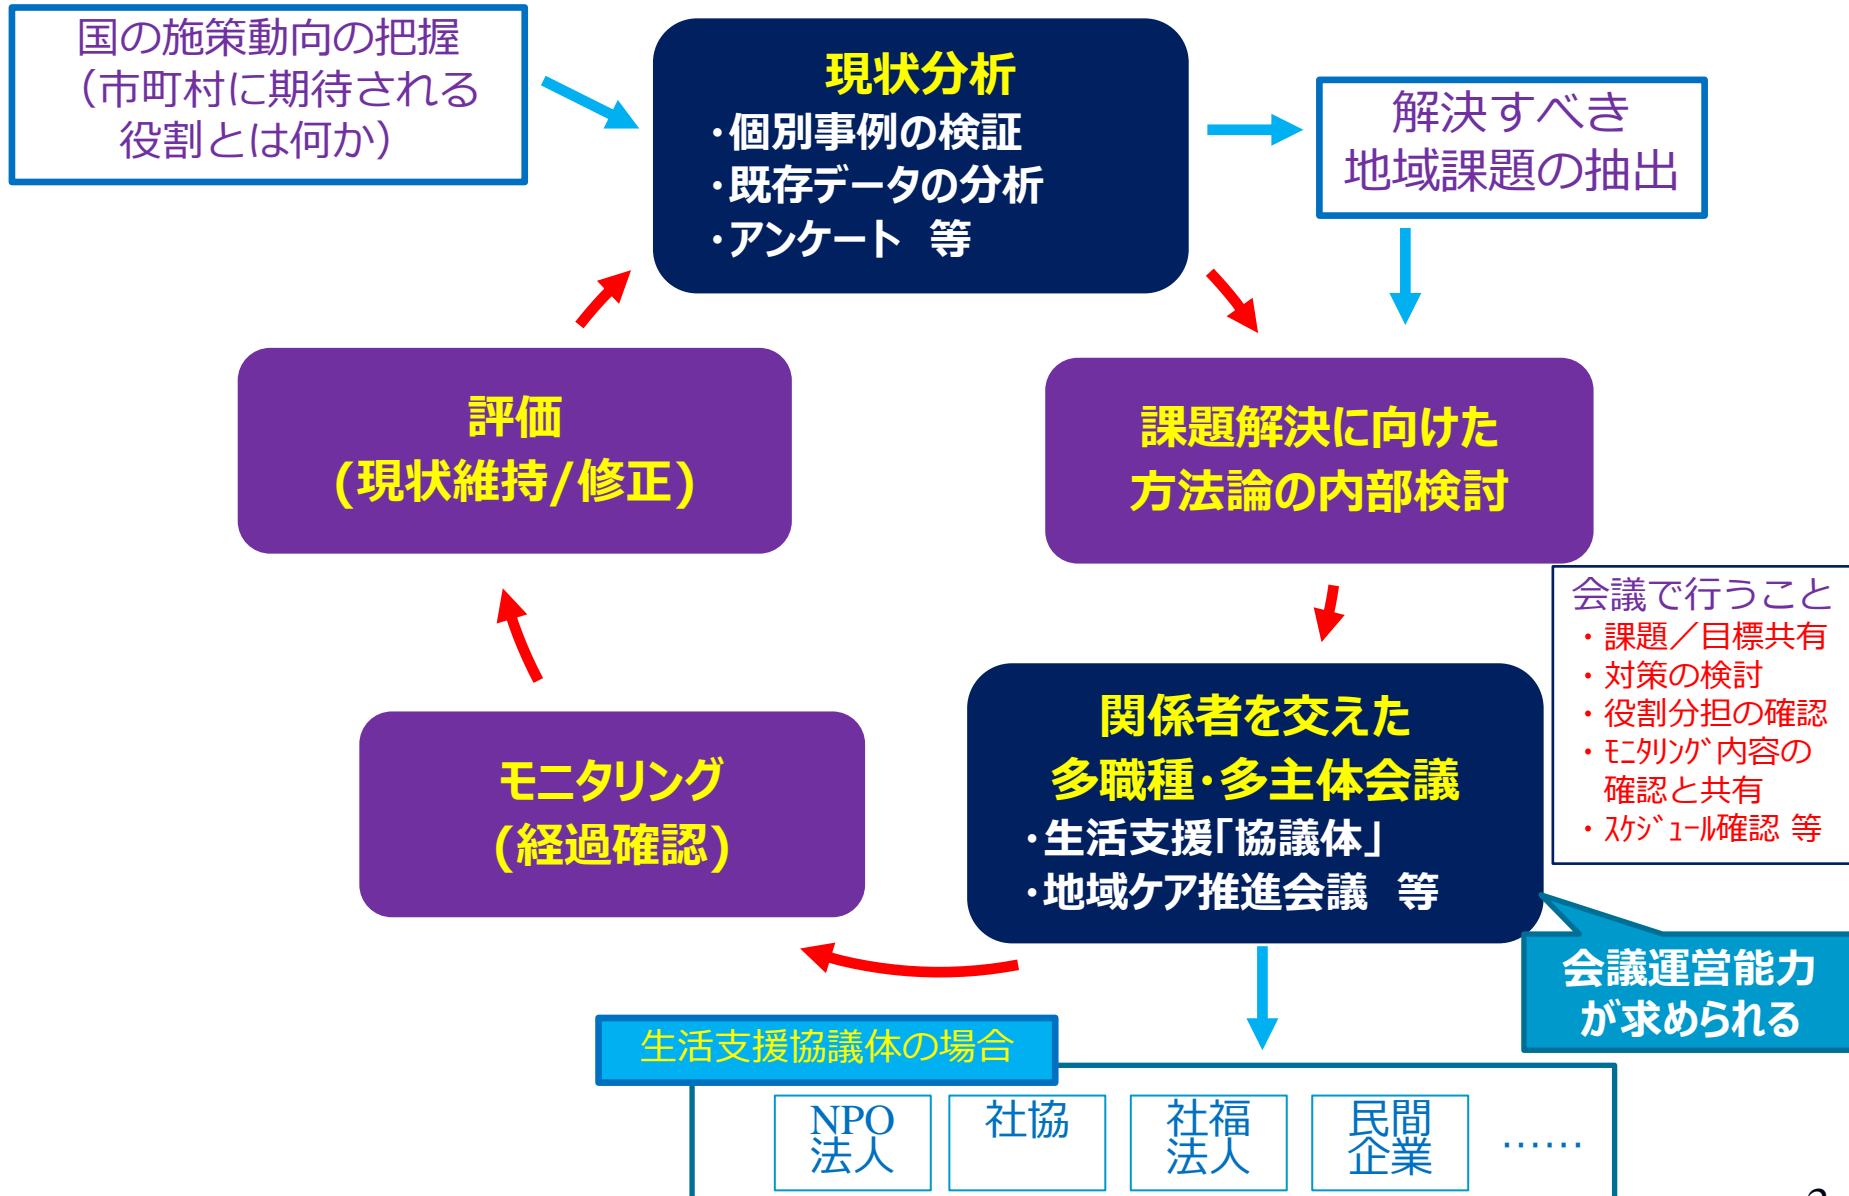 国の施策動向の把握
（市町村に期待される
役割とは何か）
現状分析
・個別事例の検証
・既存データの分析
・アンケート 等
解決すべき
地域課題の抽出
評価
(現状維持/修正)
課題解決に向けた
方法論の内部検討
会議で行うこと
・課題／目標共有
・対策の検討
・役割分担の確認
・ﾓﾆﾀﾘﾝｸﾞ内容の
確認と共有
・ｽｹｼﾞｭｰﾙ確認 等
関係者を交えた
多職種・多主体会議
・生活支援「協議体」
・地域ケア推進会議 等
モニタリング
(経過確認)
会議運営能力
が求められる
生活支援協議体の場合
NPO
法人
社協
社福
法人
民間
企業
……